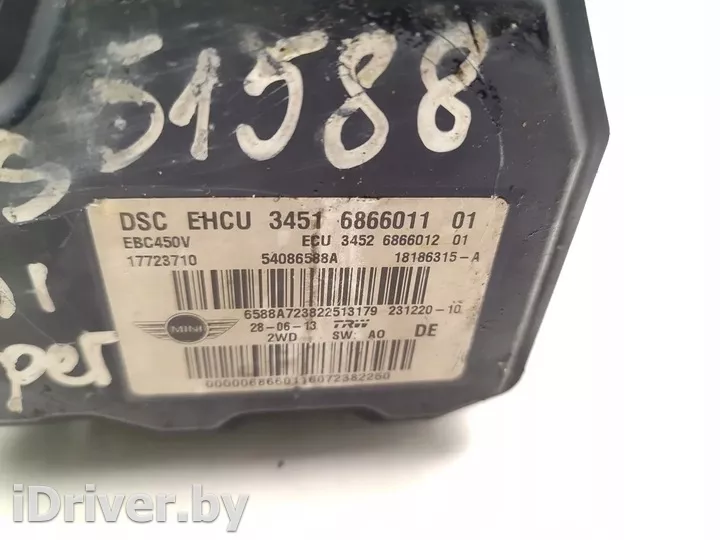 51588
DSC EHCU 3451 6866011 01
EBC450V ECU 3452 6866012 01
17723710 54086588A 18186315-A
6588A723822513179 231220-10
MINI 28-06-13 TRW DE
2WD SW: A0
0000068660116072382260
iDriver.by